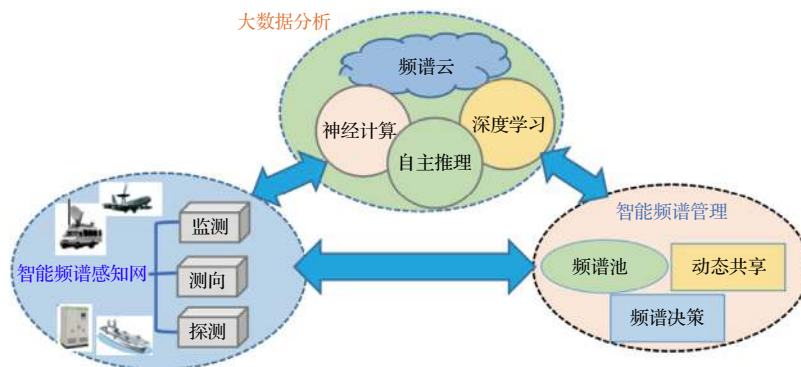 大数据分析
频谱云
神经计算
深度学习
自主推理
智能频谱感知网
监测
测向
探测
智能频谱管理
频谱池
动态共享
频谱决策